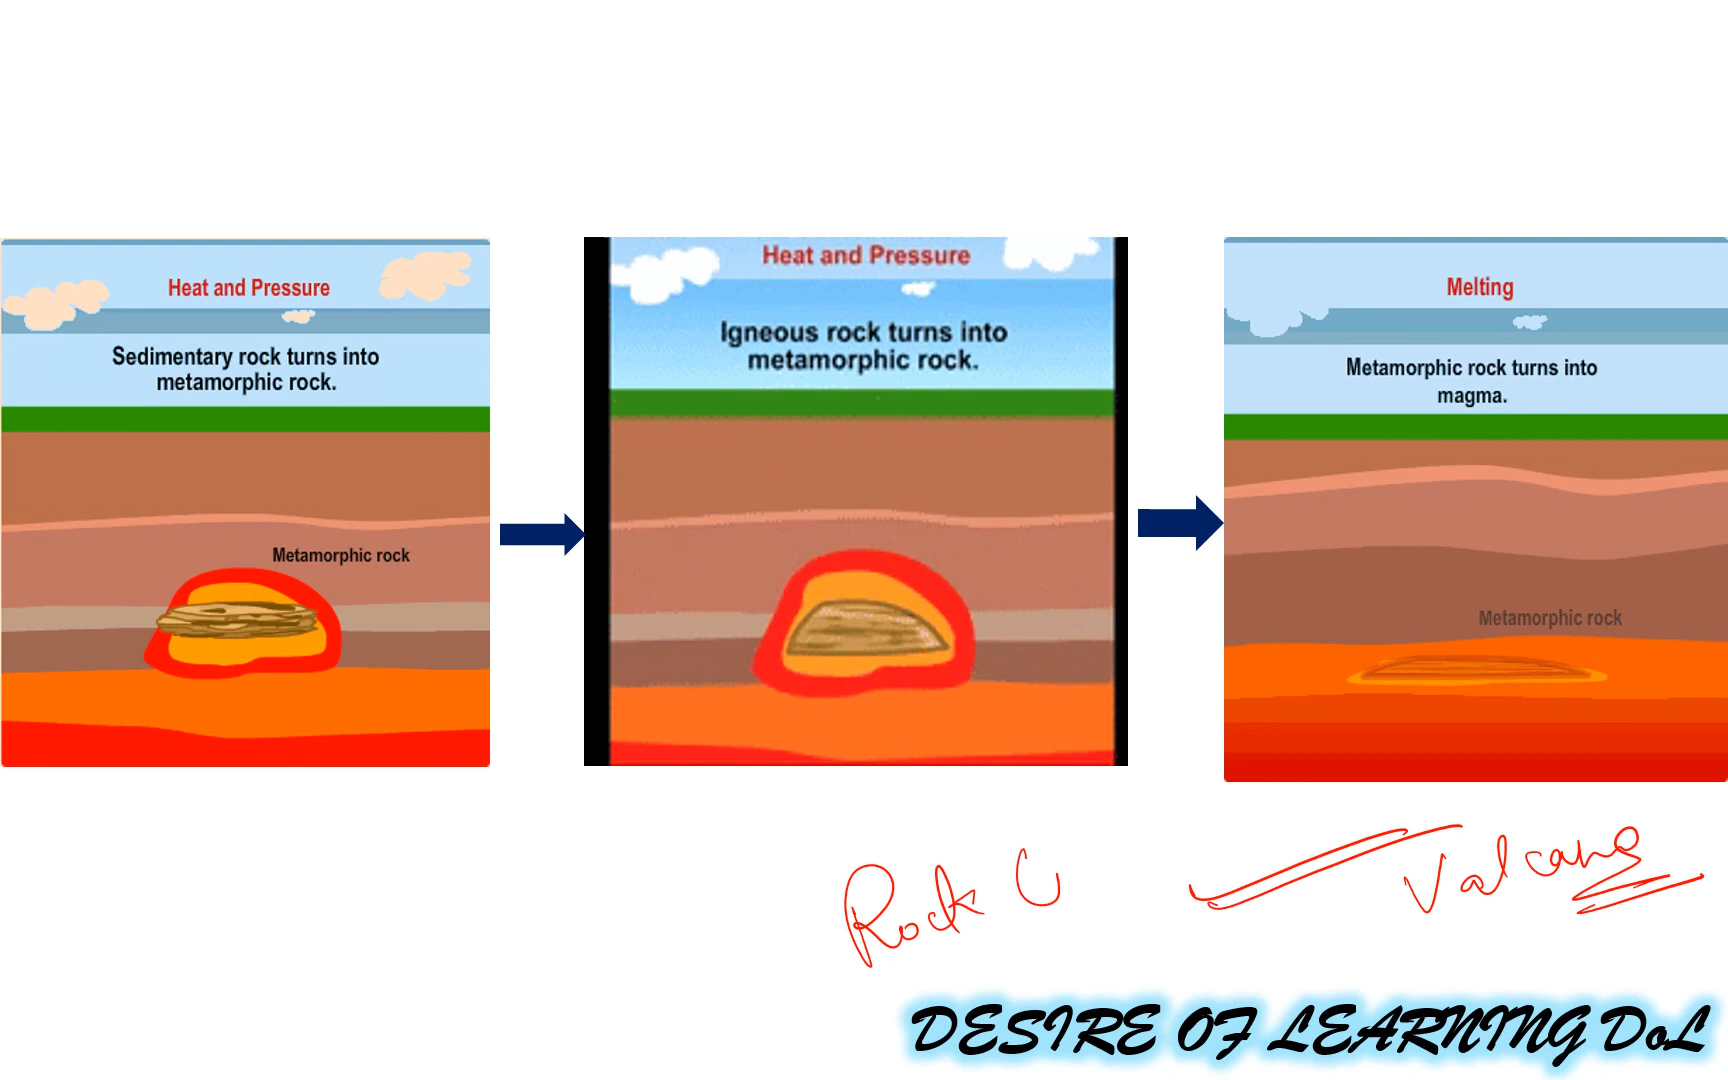 Heat and Pressure
Sedimentary rock turns into
metamorphic rock.
Metamorphic rock
Heat and Pressure
Igneous rock turns into
metamorphic rock.
Melting
Metamorphic rock turns into
magma.
Metamorphic rock
Rock C
Valcano
DESIRE OF LEARNING DoL